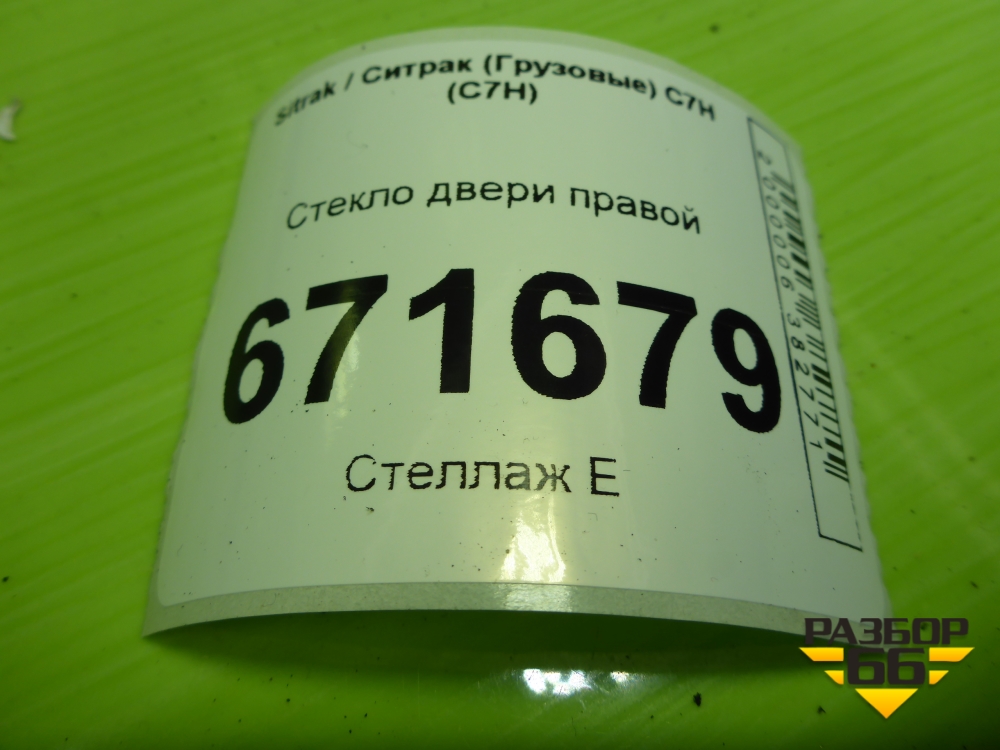 Sitrak / Ситрак (Грузовые) C7H
(C7H)
Стекло двери правой
671679
Стеллаж Е
2000006382771
РАЗБОР
66